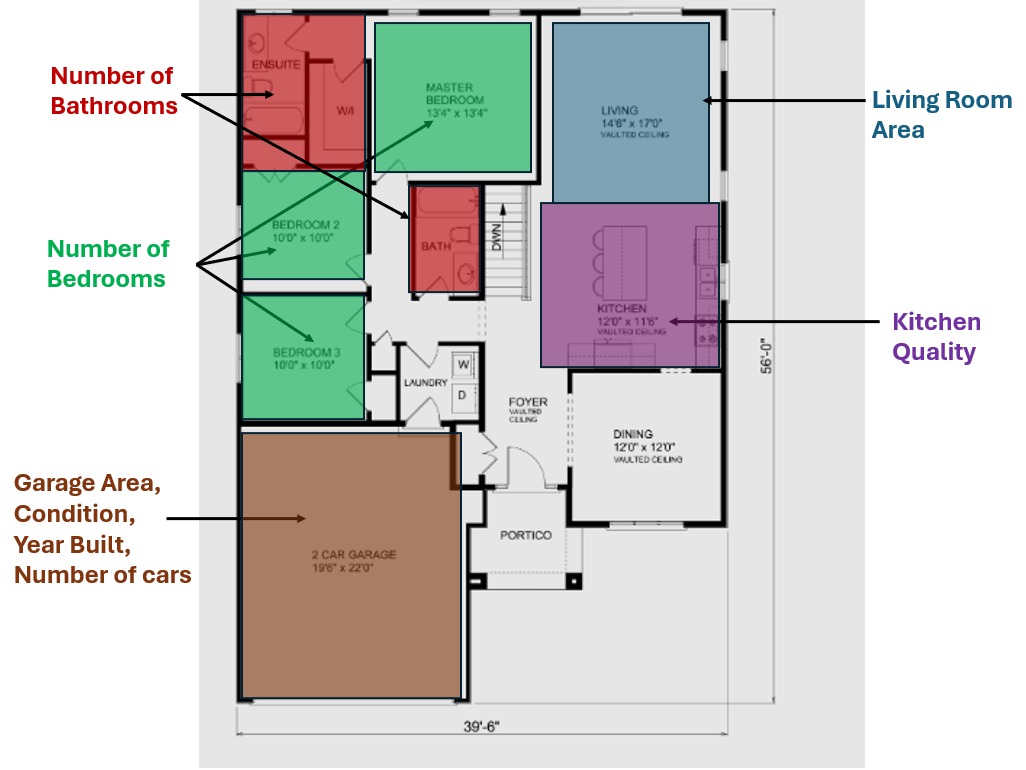 Number of
Bathrooms
Number of
Bedrooms
Garage Area,
Condition,
Year Built,
Number of cars
ENSUITE
W/I
MASTER
BEDROOM
13'4" x 13'4"
LIVING
14'6" x 17'0"
VAULTED CEILING
Living Room
Area
BEDROOM 2
10'0" x 10'0"
BATH
DWN
KITCHEN
12'0" x 11'6"
VAULTED CEILING
Kitchen
Quality
BEDROOM 3
10'0" x 10'0"
LAUNDRY
W
D
FOYER
VAULTED
CEILING
DINING
12'0" x 12'0"
VAULTED CEILING
56'-0"
2 CAR GARAGE
19'6" x 22'0"
PORTICO
39'-6"